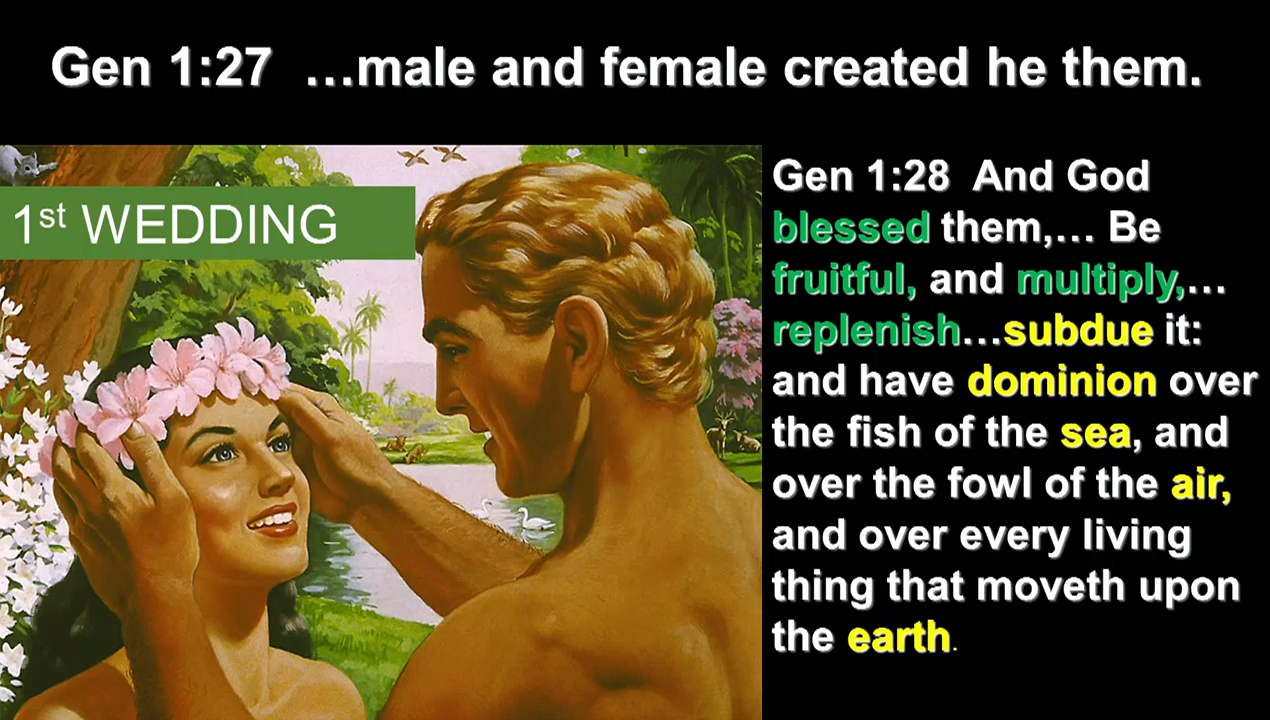 Gen 1:27 …male and female created he them.
1st WEDDING
Gen 1:28 And God
blessed them,… Be
fruitful, and multiply,…
replenish…subdue it:
and have dominion over
the fish of the sea, and
over the fowl of the air,
and over every living
thing that moveth upon
the earth.